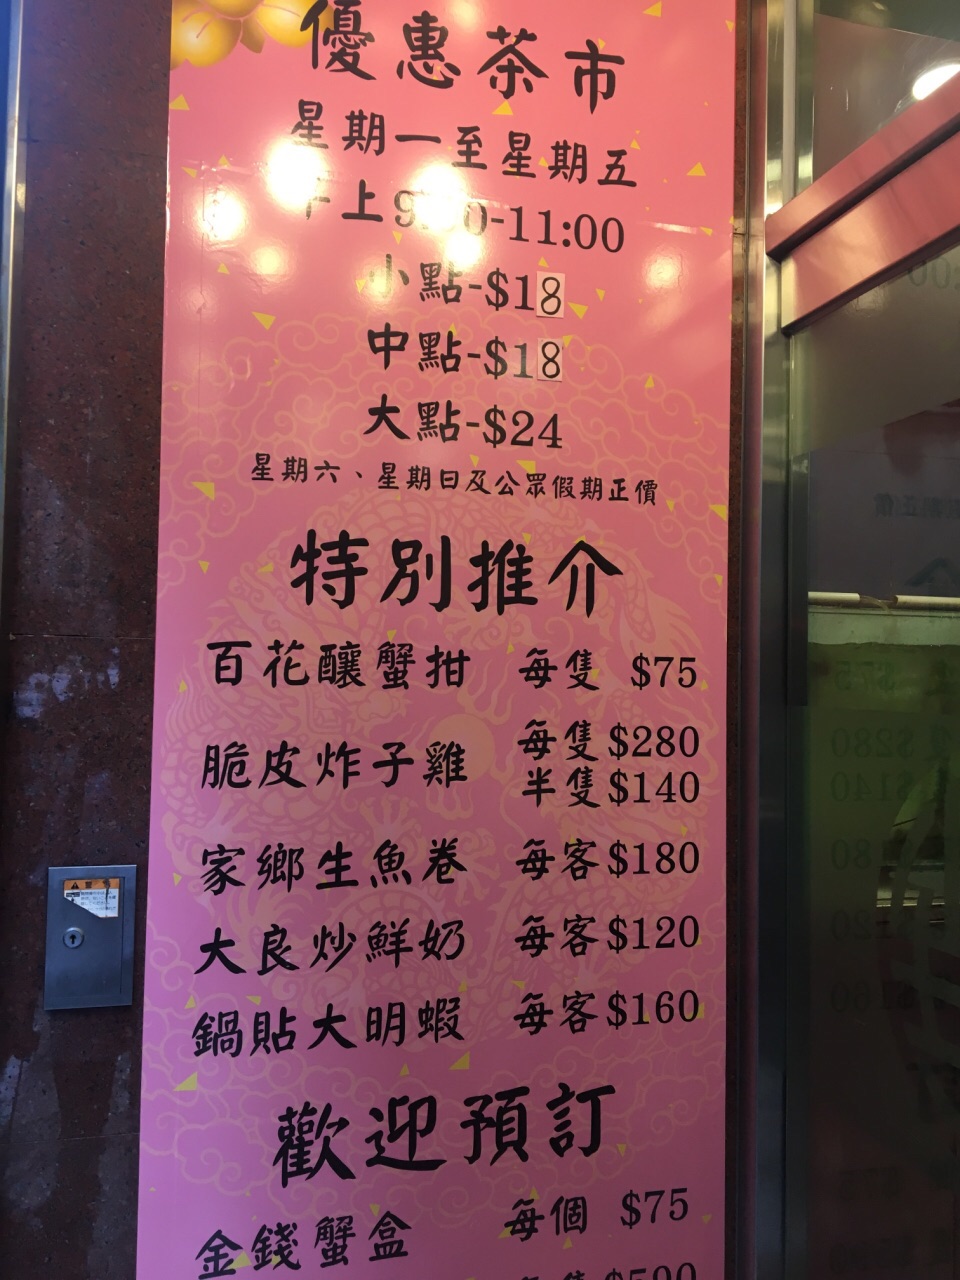 優惠茶市
星期一至星期五
上 -11:00
小點-$18
中點-$18
大點-$24
星期六、星期日及公眾假期正價
特別推介
百花釀蟹拑 每隻 $75
脆皮炸子雞 每隻 $280
半隻 $140
家鄉生魚卷 每客 $180
大良炒鮮奶 每客 $120
鍋貼大明蝦 每客 $160
歡迎預訂
金錢蟹盒 每個 $75